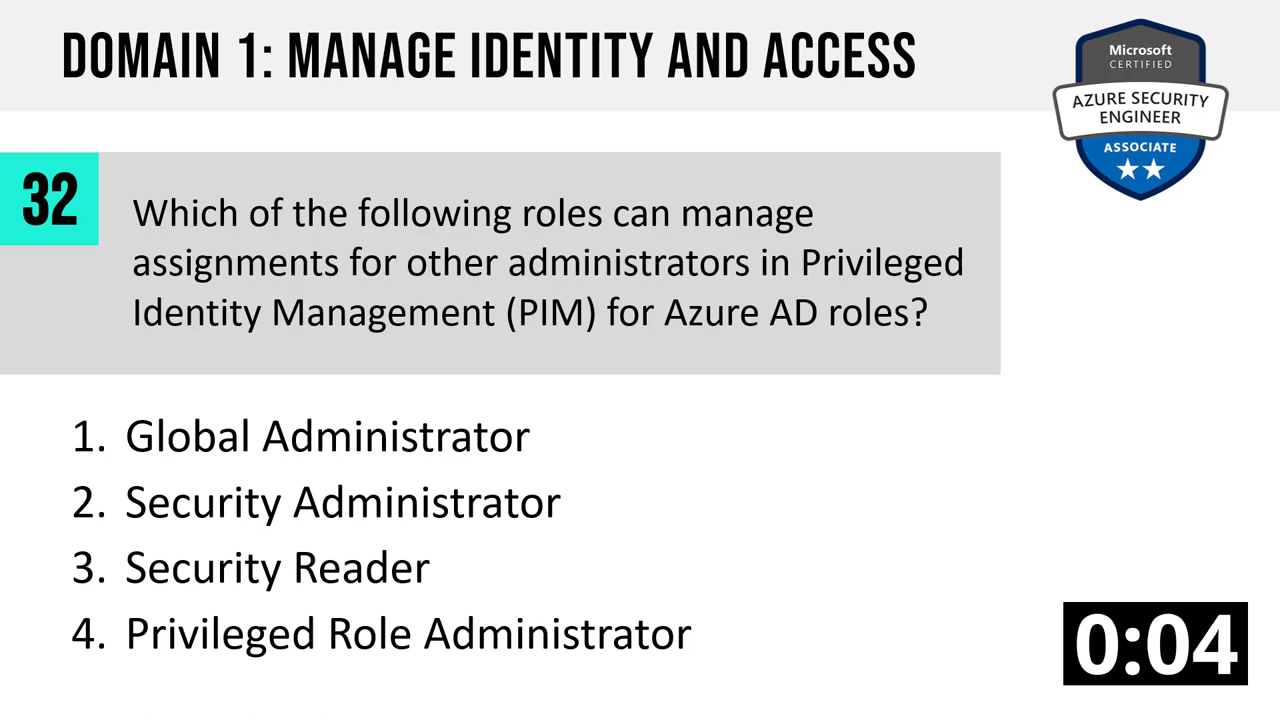 DOMAIN 1: MANAGE IDENTITY AND ACCESS
Microsoft
CERTIFIED
AZURE SECURITY
ENGINEER
ASSOCIATE
32
Which of the following roles can manage
assignments for other administrators in Privileged
Identity Management (PIM) for Azure AD roles?
1. Global Administrator
2. Security Administrator
3. Security Reader
4. Privileged Role Administrator
0:04